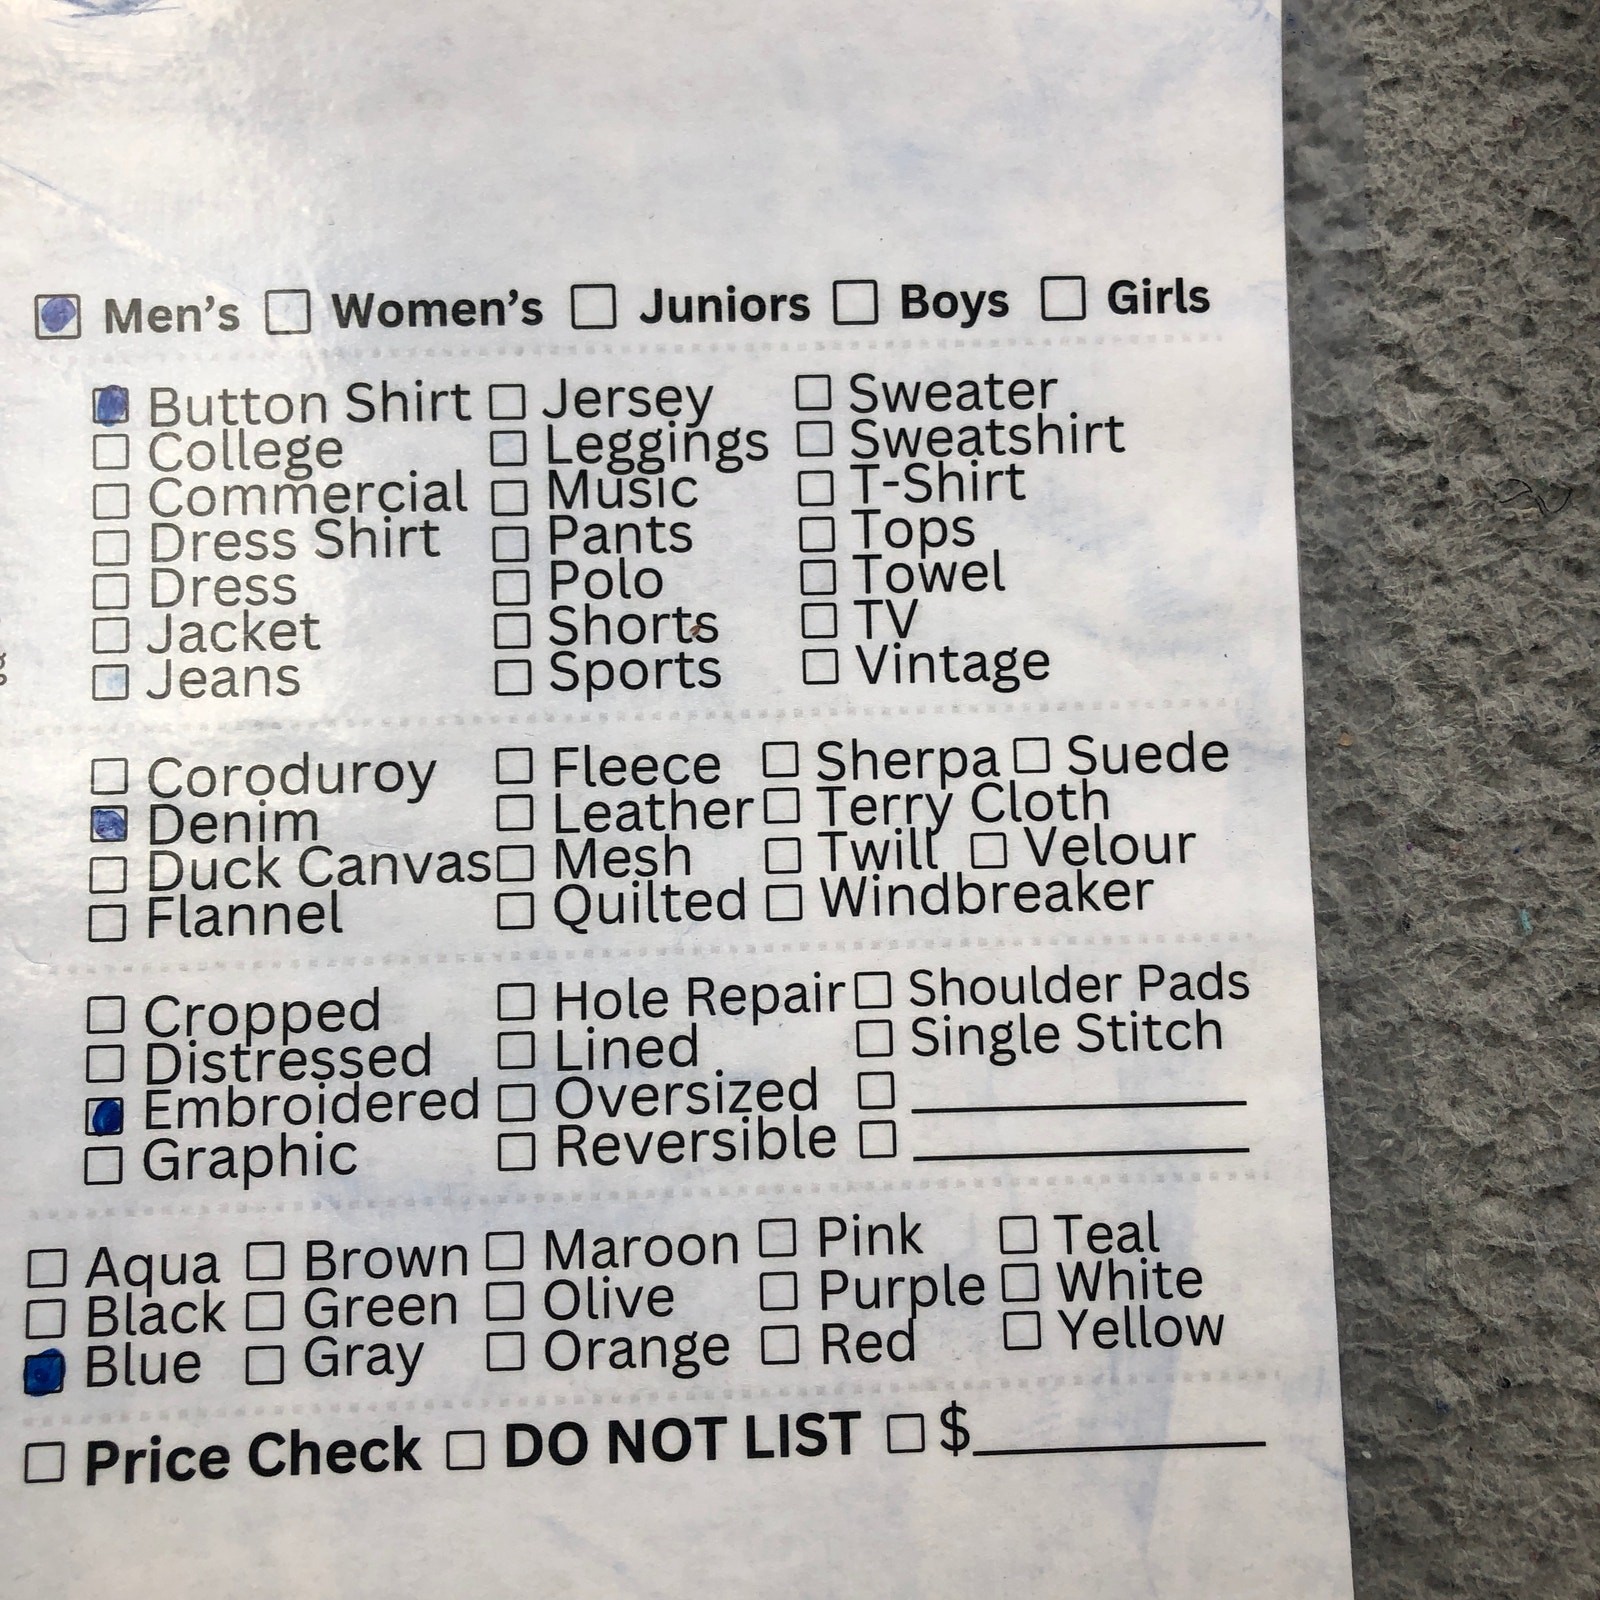 Men's Women's Juniors Boys Girls
Button Shirt Jersey Sweater
College Leggings Sweatshirt
Commercial Music T-Shirt
Dress Shirt Pants Tops
Dress Polo Towel
Jacket Shorts TV
Jeans Sports Vintage
Coroduroy Fleece Sherpa Suede
Denim Leather Terry Cloth
Duck Canvas Mesh Twill Velour
Flannel Quilted Windbreaker
Cropped Hole Repair Shoulder Pads
Distressed Lined Single Stitch
Embroidered Oversized
Graphic Reversible
Aqua Brown Maroon Pink Teal
Black Green Olive Purple White
Blue Gray Orange Red Yellow
Price Check DO NOT LIST $